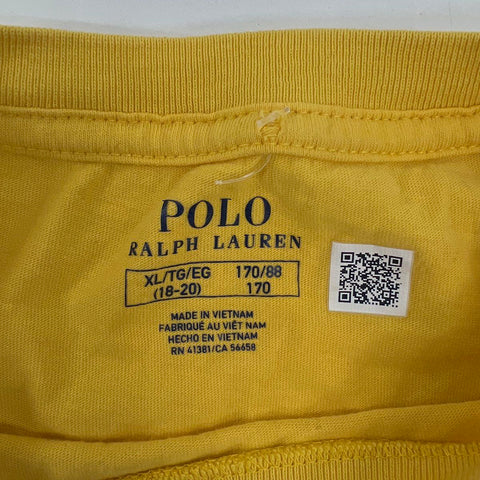 POLO
RALPH LAUREN
XL/TG/EG 170/88
(18-20) 170
MADE IN VIETNAM
FABRIQUÉ AU VIÊT NAM
HECHO EN VIETNAM
RN 41381/CA 56658